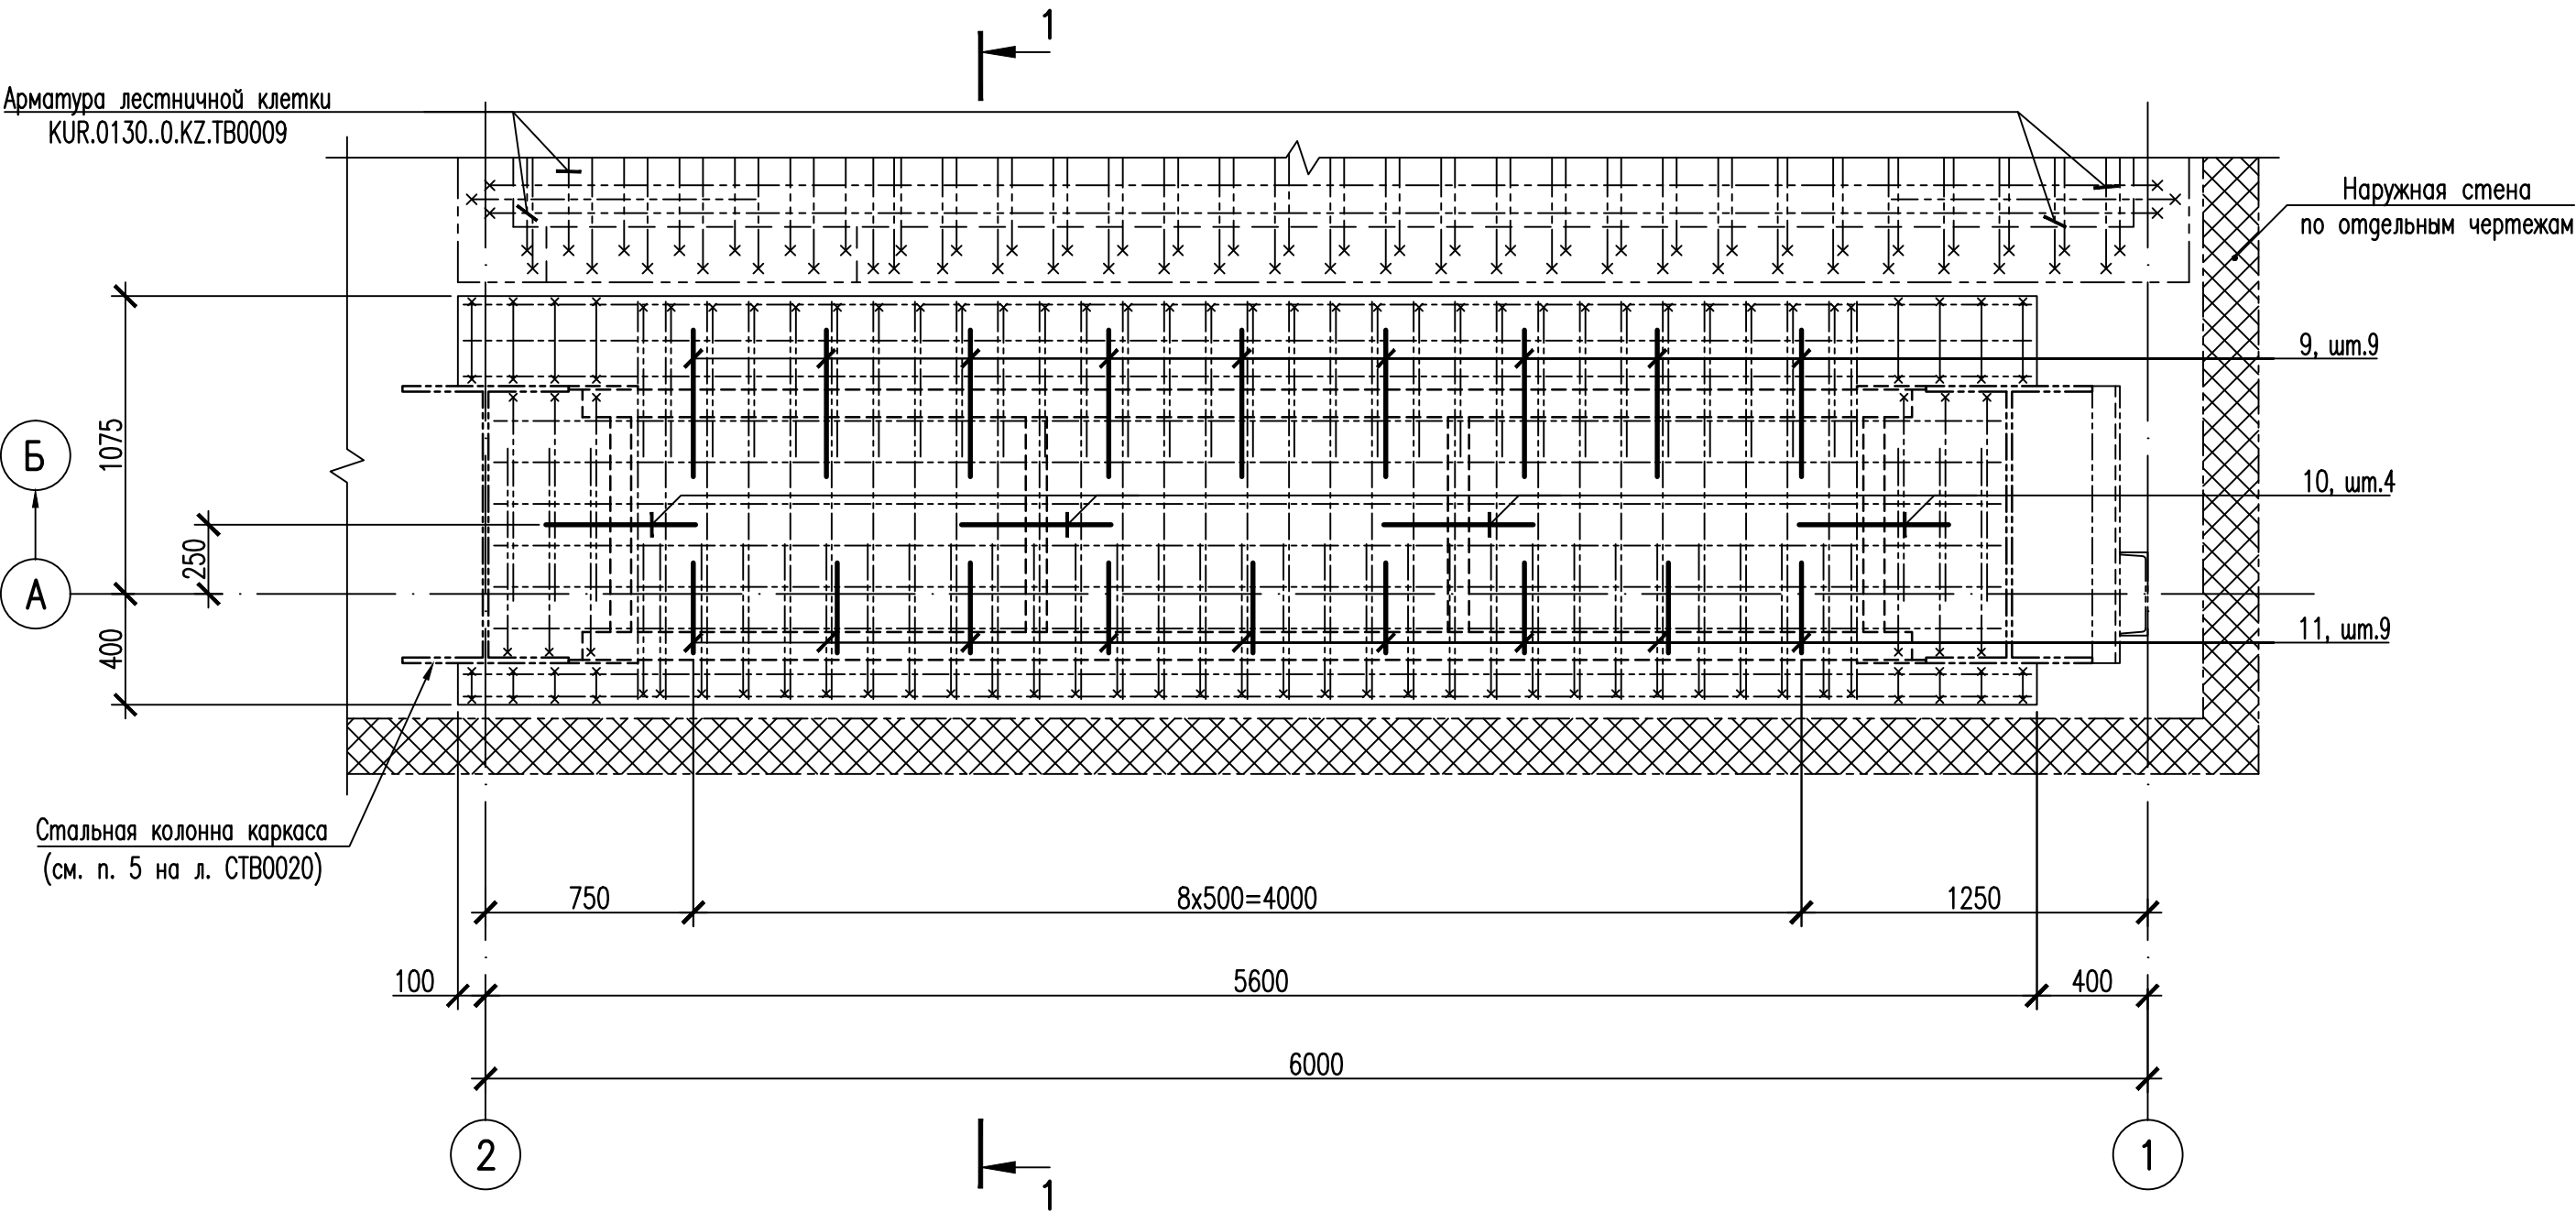 1
Арматура лестничной клетки
KUR.0130..0.KZ.TB0009
Наружная стена
по отдельным чертежам
9, шт.9
1075
Б
10, шт.4
250
А
11, шт.9
400
Стальная колонна каркаса
(см. п. 5 на л. СТВ0020)
750
8х500=4000
1250
100
5600
400
6000
2
1
1